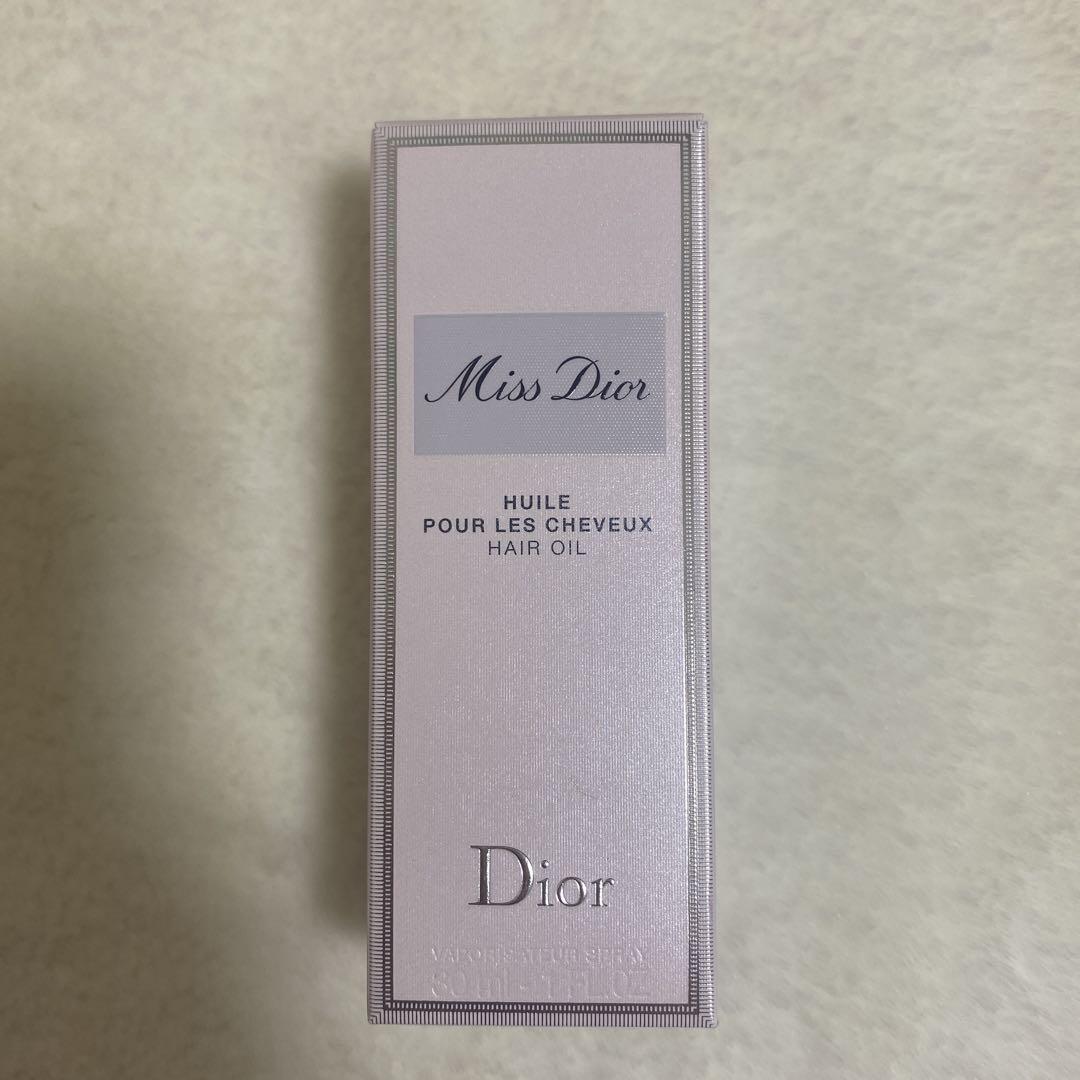 Miss Dior
HUILE
POUR LES CHEVEUX
HAIR OIL
Dior
VAPORISATEUR SPRAY
30 ml - 1 FL.OZ